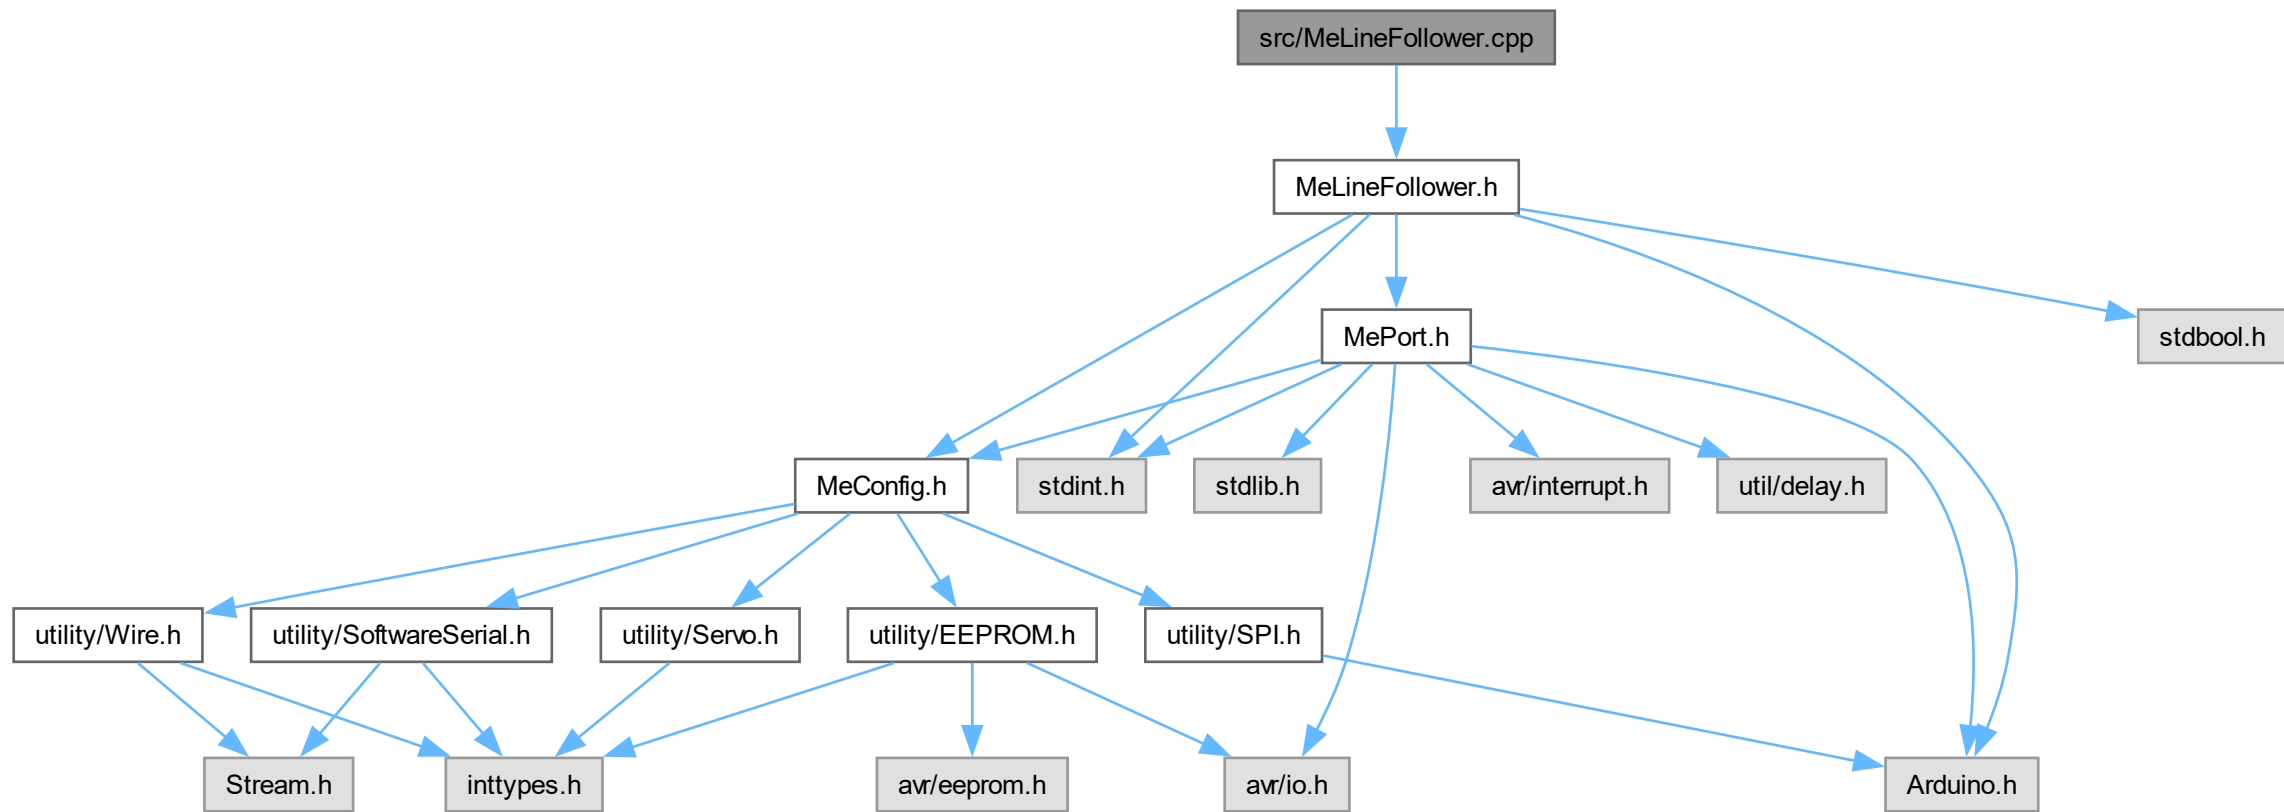 src/MeLineFollower.cpp
MeLineFollower.h
MePort.h
stdbool.h
MeConfig.h
stdint.h
stdlib.h
avr/interrupt.h
util/delay.h
utility/Wire.h
utility/SoftwareSerial.h
utility/Servo.h
utility/EEPROM.h
utility/SPI.h
Stream.h
inttypes.h
avr/eeprom.h
avr/io.h
Arduino.h